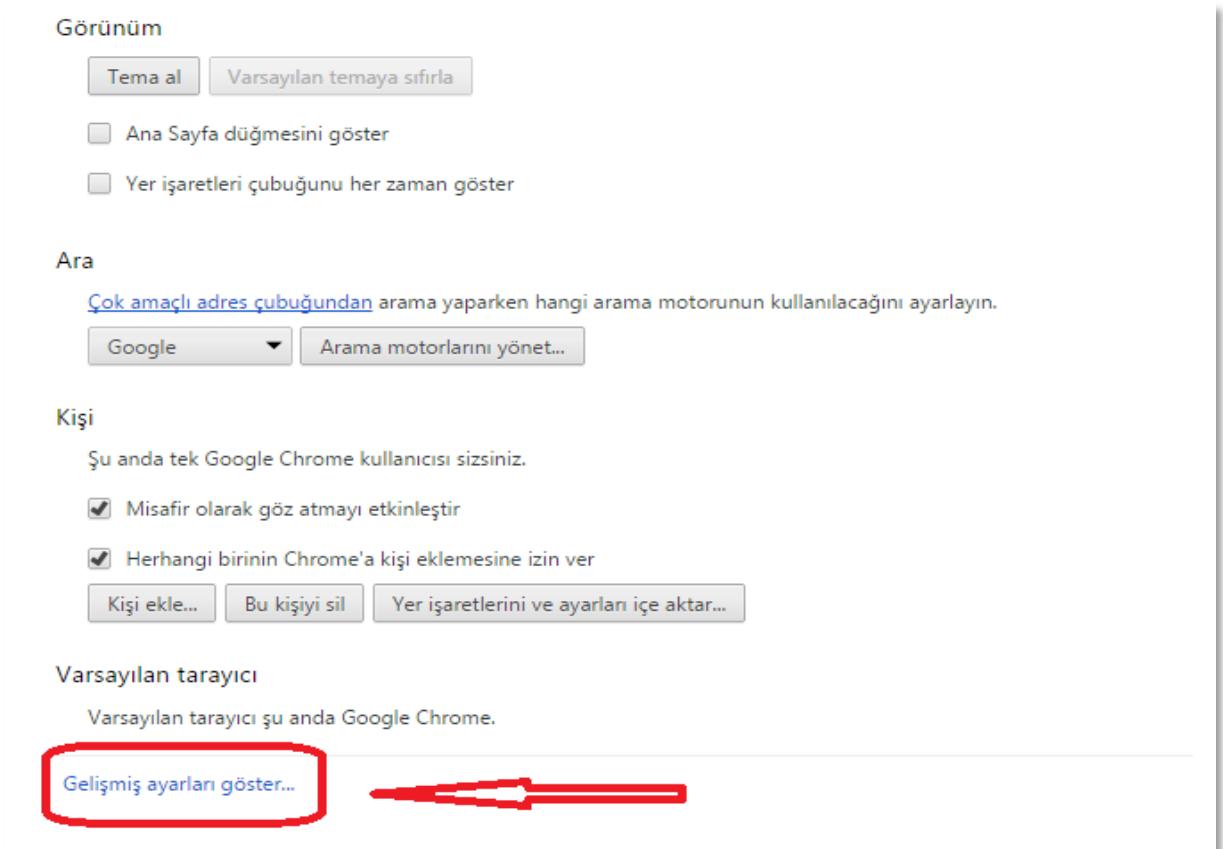 Görünüm
Tema al Varsayılan temaya sıfırla
Ana Sayfa düğmesini göster
Yer işaretleri çubuğunu her zaman göster
Ara
Çok amaçlı adres çubuğundan arama yaparken hangi arama motorunun kullanılacağını ayarlayın.
Google Arama motorlarını yönet...
Kişi
Şu anda tek Google Chrome kullanıcısı sizsiniz.
Misafir olarak göz atmayı etkinleştir
Herhangi birinin Chrome'a kişi eklemesine izin ver
Kişi ekle... Bu kişiyi sil Yer işaretlerini ve ayarları içe aktar...
Varsayılan tarayıcı
Varsayılan tarayıcı şu anda Google Chrome.
Gelişmiş ayarları göster...